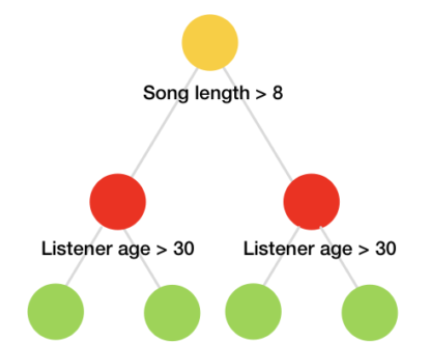 Song length > 8
Listener age > 30
Listener age > 30